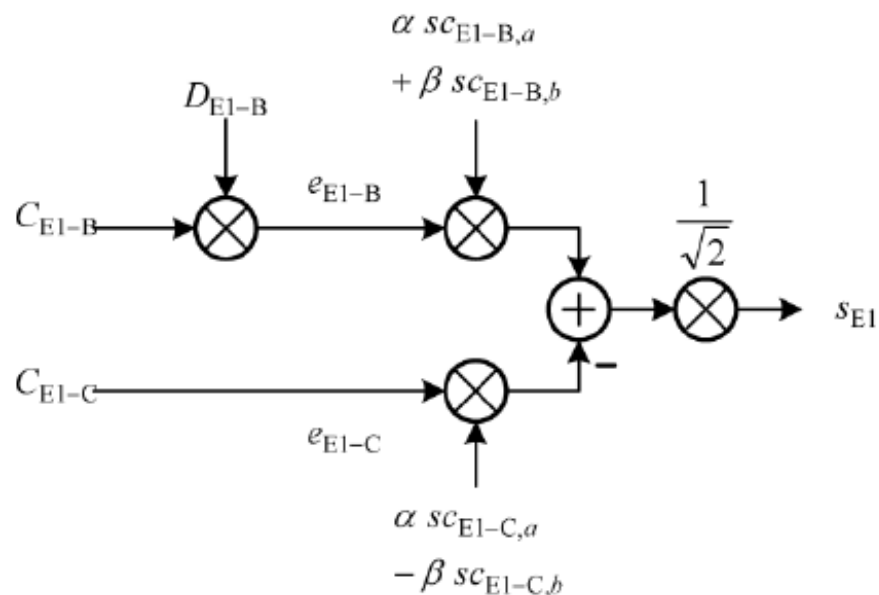 α sc_E1–B,a
+ β sc_E1–B,b
D_E1–B
e_E1–B
C_E1–B
1
√2
+
s_E1
–
C_E1–C
e_E1–C
α sc_E1–C,a
− β sc_E1–C,b